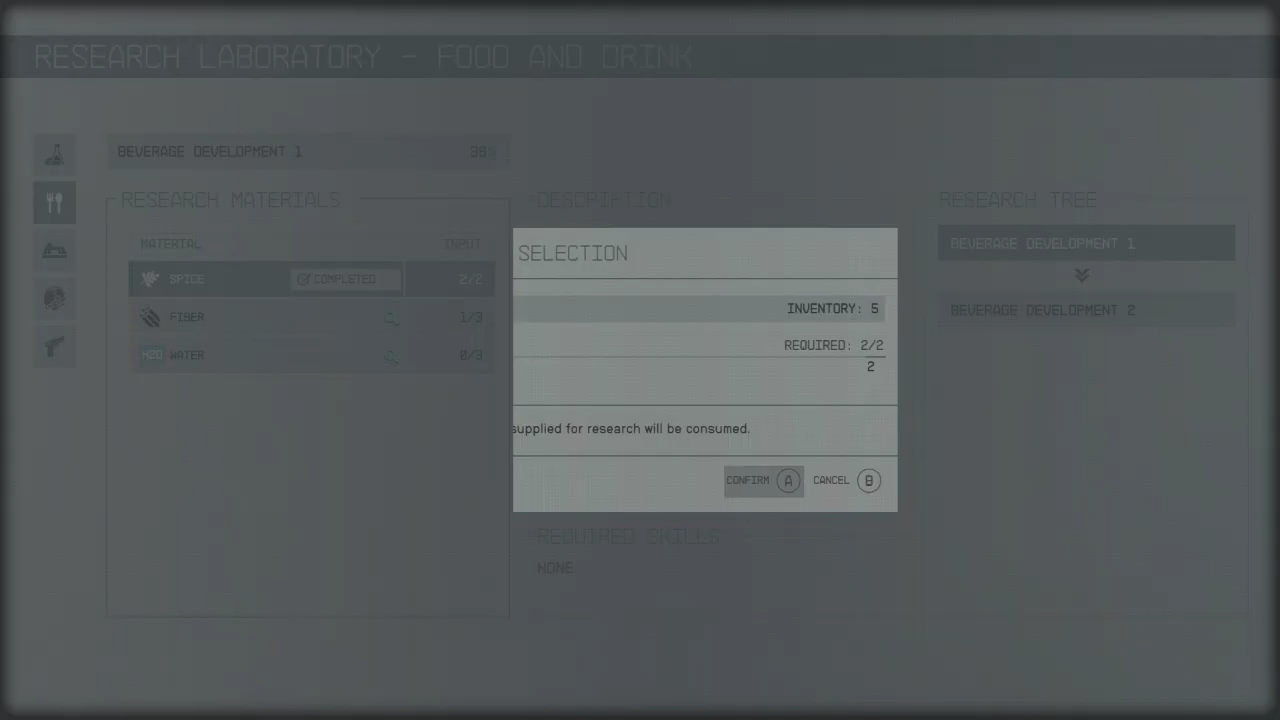 RESEARCH LABORATORY - FOOD AND DRINK
BEVERAGE DEVELOPMENT 1
RESEARCH MATERIALS
MATERIAL INPUT
SPICE COMPLETED 2/2
FIBER 1/3
H2O WATER 0/3
DESCRIPTION
SELECTION
INVENTORY: 5
REQUIRED: 2/2
2
supplied for research will be consumed.
CONFIRM A CANCEL B
REQUIRED SKILLS
NONE
RESEARCH TREE
BEVERAGE DEVELOPMENT 1
BEVERAGE DEVELOPMENT 2